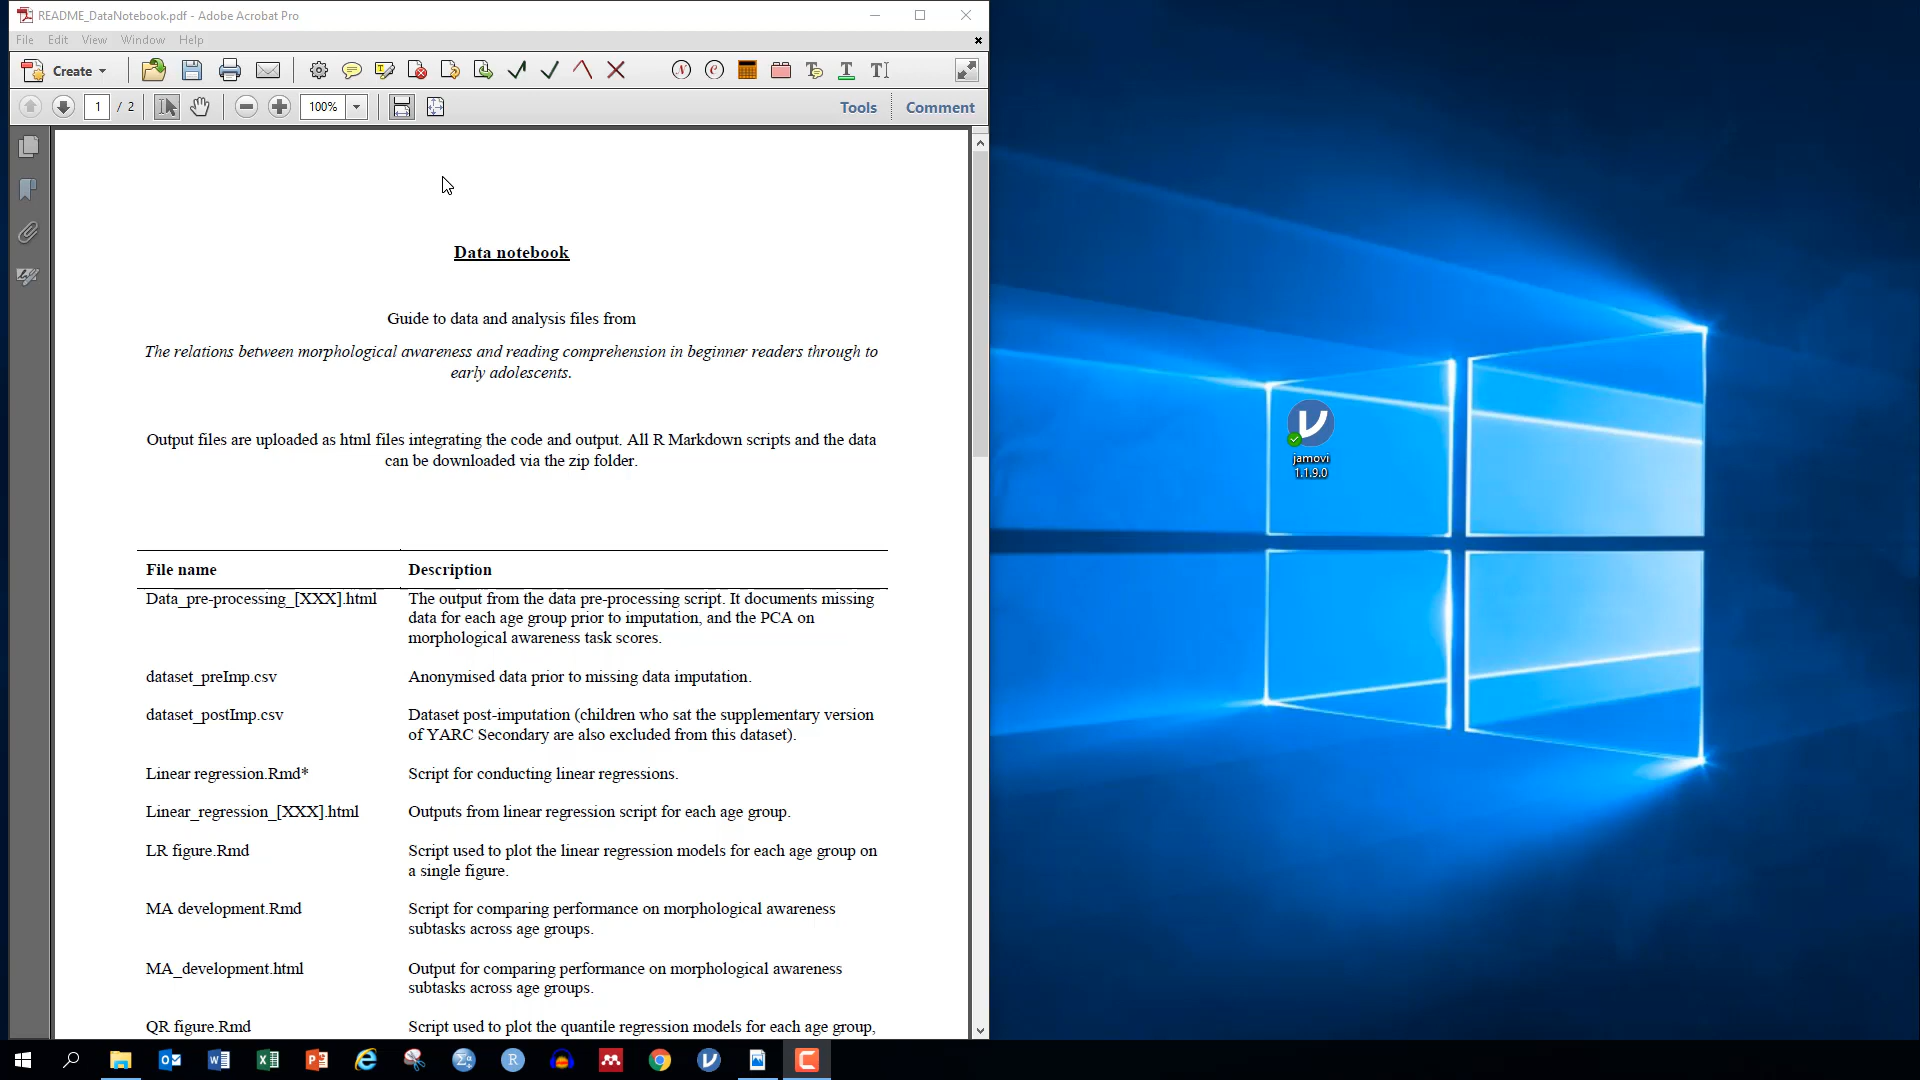 README_DataNotebook.pdf - Adobe Acrobat Pro
File Edit View Window Help
Create
1 / 2
100%
Tools
Comment
Data notebook
Guide to data and analysis files from
The relations between morphological awareness and reading comprehension in beginner readers through to
early adolescents.
Output files are uploaded as html files integrating the code and output. All R Markdown scripts and the data
can be downloaded via the zip folder.
File name Description
Data_pre-processing_[XXX].html The output from the data pre-processing script. It documents missing
data for each age group prior to imputation, and the PCA on
morphological awareness task scores.
dataset_preImp.csv Anonymised data prior to missing data imputation.
dataset_postImp.csv Dataset post-imputation (children who sat the supplementary version
of YARC Secondary are also excluded from this dataset).
Linear regression.Rmd* Script for conducting linear regressions.
Linear_regression_[XXX].html Outputs from linear regression script for each age group.
LR figure.Rmd Script used to plot the linear regression models for each age group on
a single figure.
MA development.Rmd Script for comparing performance on morphological awareness
subtasks across age groups.
MA_development.html Output for comparing performance on morphological awareness
subtasks across age groups.
QR figure.Rmd Script used to plot the quantile regression models for each age group,
jamovi
1.1.9.0